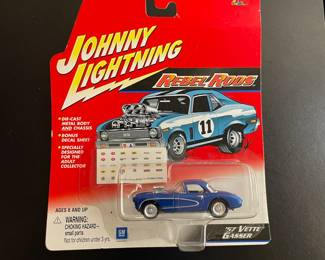 JOHNNY
LIGHTNING
REBEL RODS
• DIE-CAST
METAL BODY
AND CHASSIS
• BONUS
DECAL SHEET
• SPECIALLY
DESIGNED
FOR THE
ADULT
COLLECTOR
11
AGES 8 AND UP
WARNING:
CHOKING HAZARD—
small parts
Not for children under 3 yrs.
GM
'57 VETTE
GASSER